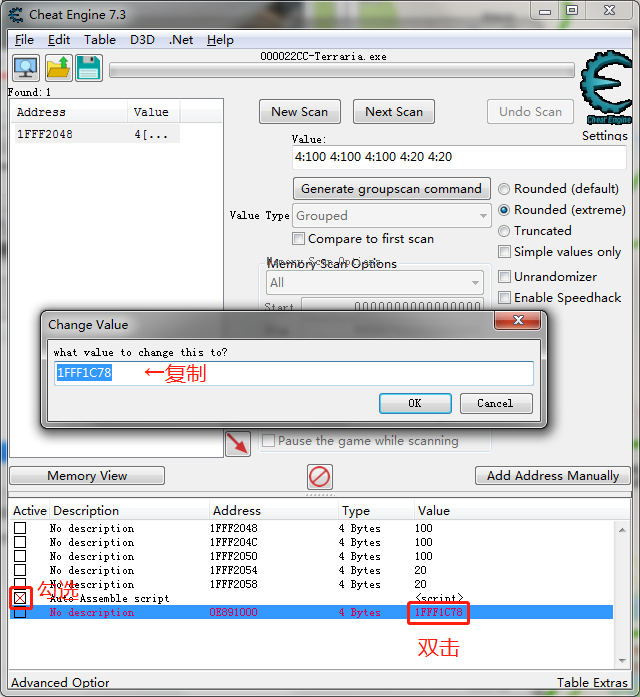 Cheat Engine 7.3
File Edit Table D3D .Net Help
000022CC-Terraria.exe
Found: 1
Address Value
1FFF2048 4[...
New Scan Next Scan Undo Scan
Cheat Engine
Settings
Value:
4:100 4:100 4:100 4:20 4:20
Generate groupscan command
Value Type Grouped
Compare to first scan
Rounded (default)
Rounded (extreme)
Truncated
Simple values only
Unrandomizer
Enable Speedhack
Memory Scan Options
All
Start
Change Value
what value to change this to?
1FFF1C78 ←复制
OK Cancel
Pause the game while scanning
Memory View Add Address Manually
Active Description Address Type Value
No description 1FFF2048 4 Bytes 100
No description 1FFF204C 4 Bytes 100
No description 1FFF2050 4 Bytes 100
No description 1FFF2054 4 Bytes 20
No description 1FFF2058 4 Bytes 20
勾选
Auto Assemble script <script>
No description 0E891000 4 Bytes 1FFF1C78
双击
Advanced Option Table Extras